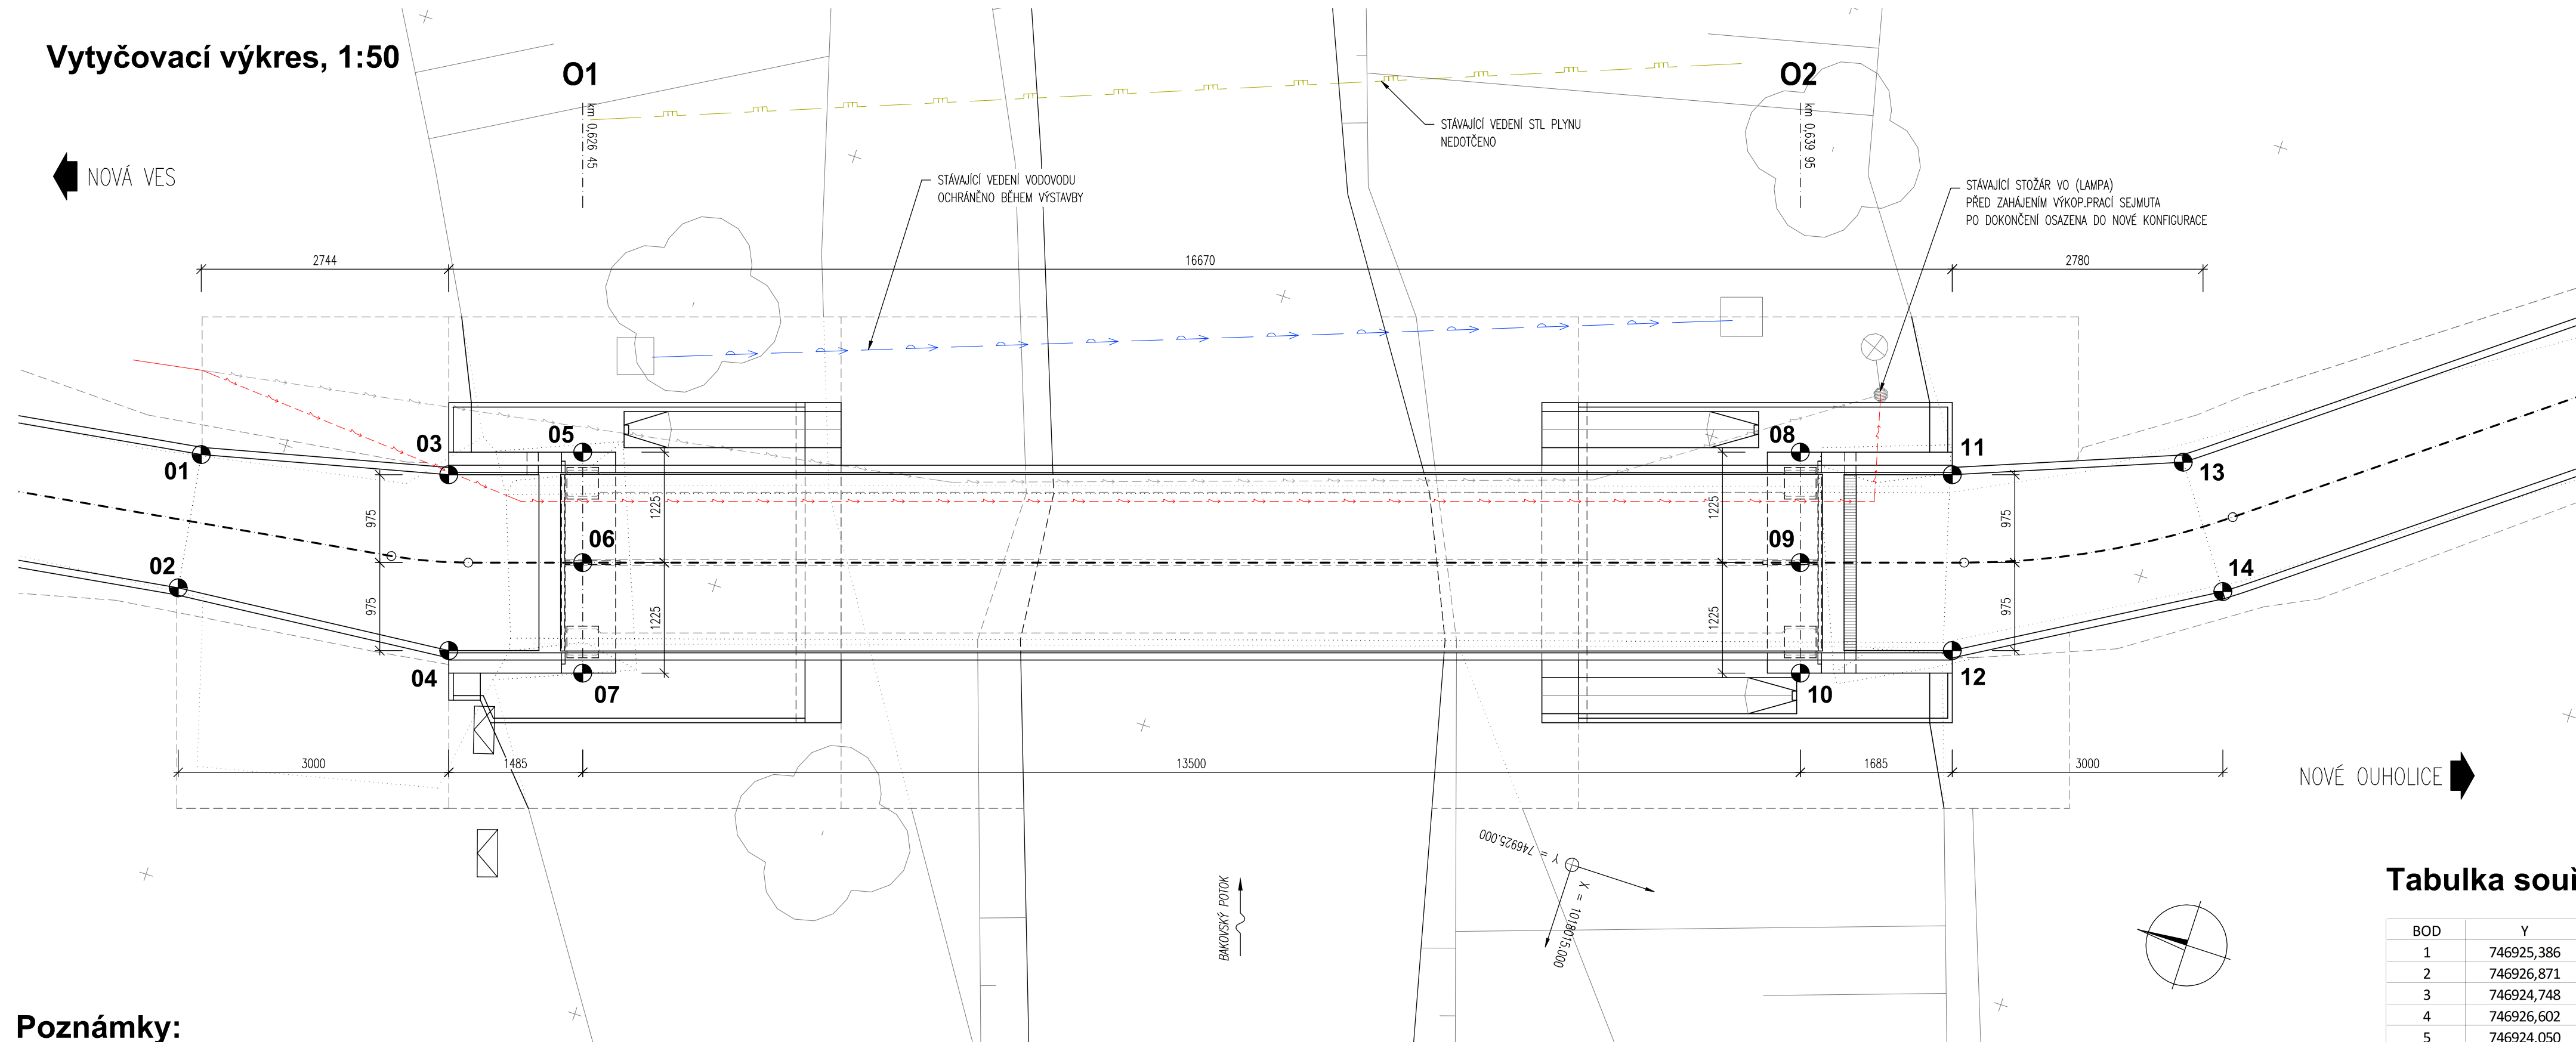 Vytyčovací výkres, 1:50
O1
km 0,626 45
O2
km 0,639 95
NOVÁ VES
STÁVAJÍCÍ VEDENÍ STL PLYNU
NEDOTČENO
STÁVAJÍCÍ VEDENÍ VODOVODU
OCHRÁNĚNO BĚHEM VÝSTAVBY
STÁVAJÍCÍ STOŽÁR VO (LAMPA)
PŘED ZAHÁJENÍM VÝKOP.PRACÍ SEJMUTA
PO DOKONČENÍ OSAZENA DO NOVÉ KONFIGURACE
2744
16670
2780
03
05
08
11
01
13
975
1225
1225
975
02
06
09
14
975
1225
1225
975
04
07
10
12
3000
1485
13500
1685
3000
NOVÉ OUHOLICE
Y = 746925.000
X = 1018015.000
BAKOVSKÝ POTOK
Tabulka souř
BOD Y
1 746925,386
2 746926,871
3 746924,748
4 746926,602
5 746924,050
Poznámky: